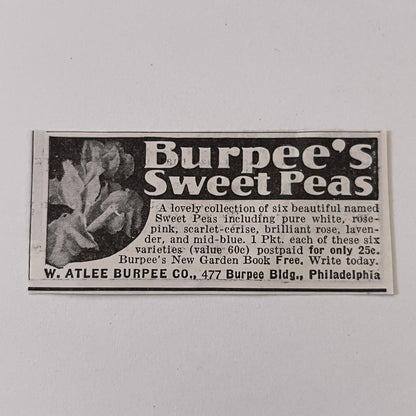 Burpee's
Sweet Peas
A lovely collection of six beautiful named
Sweet Peas including pure white, rose-
pink, scarlet-cérise, brilliant rose, laven-
der, and mid-blue. 1 Pkt. each of these six
varieties (value 60c) postpaid for only 25c.
Burpee's New Garden Book Free. Write today.
W. ATLEE BURPEE CO., 477 Burpee Bldg., Philadelphia